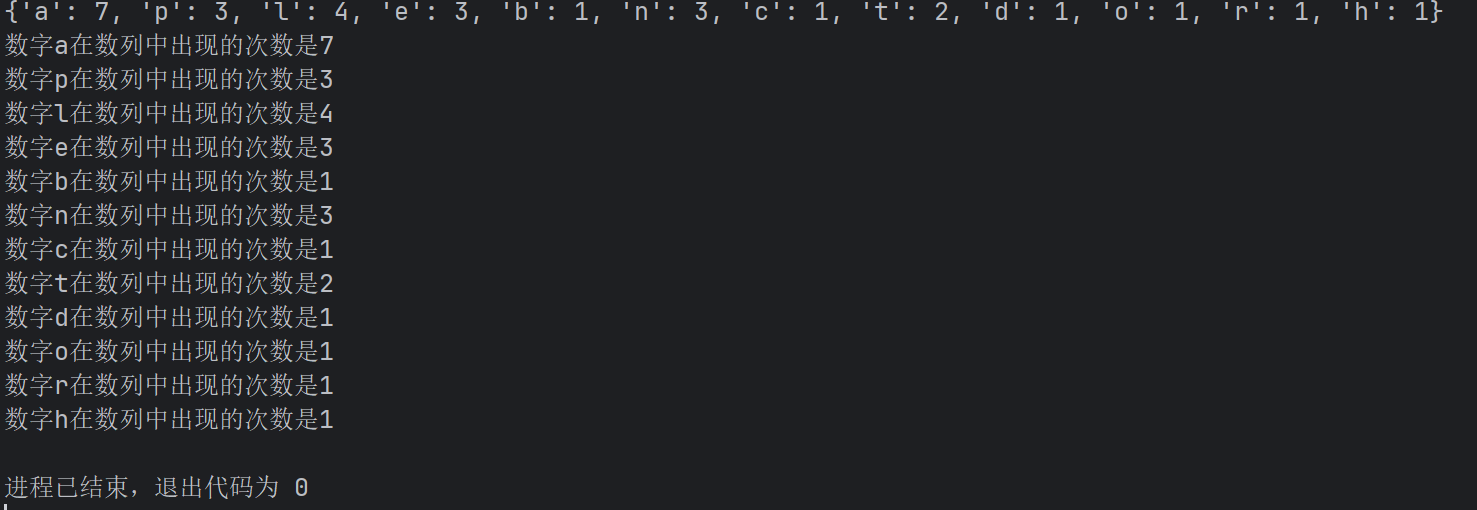 {'a': 7, 'p': 3, 'l': 4, 'e': 3, 'b': 1, 'n': 3, 'c': 1, 't': 2, 'd': 1, 'o': 1, 'r': 1, 'h': 1}
数字a在数列中出现的次数是7
数字p在数列中出现的次数是3
数字l在数列中出现的次数是4
数字e在数列中出现的次数是3
数字b在数列中出现的次数是1
数字n在数列中出现的次数是3
数字c在数列中出现的次数是1
数字t在数列中出现的次数是2
数字d在数列中出现的次数是1
数字o在数列中出现的次数是1
数字r在数列中出现的次数是1
数字h在数列中出现的次数是1
进程已结束，退出代码为 0